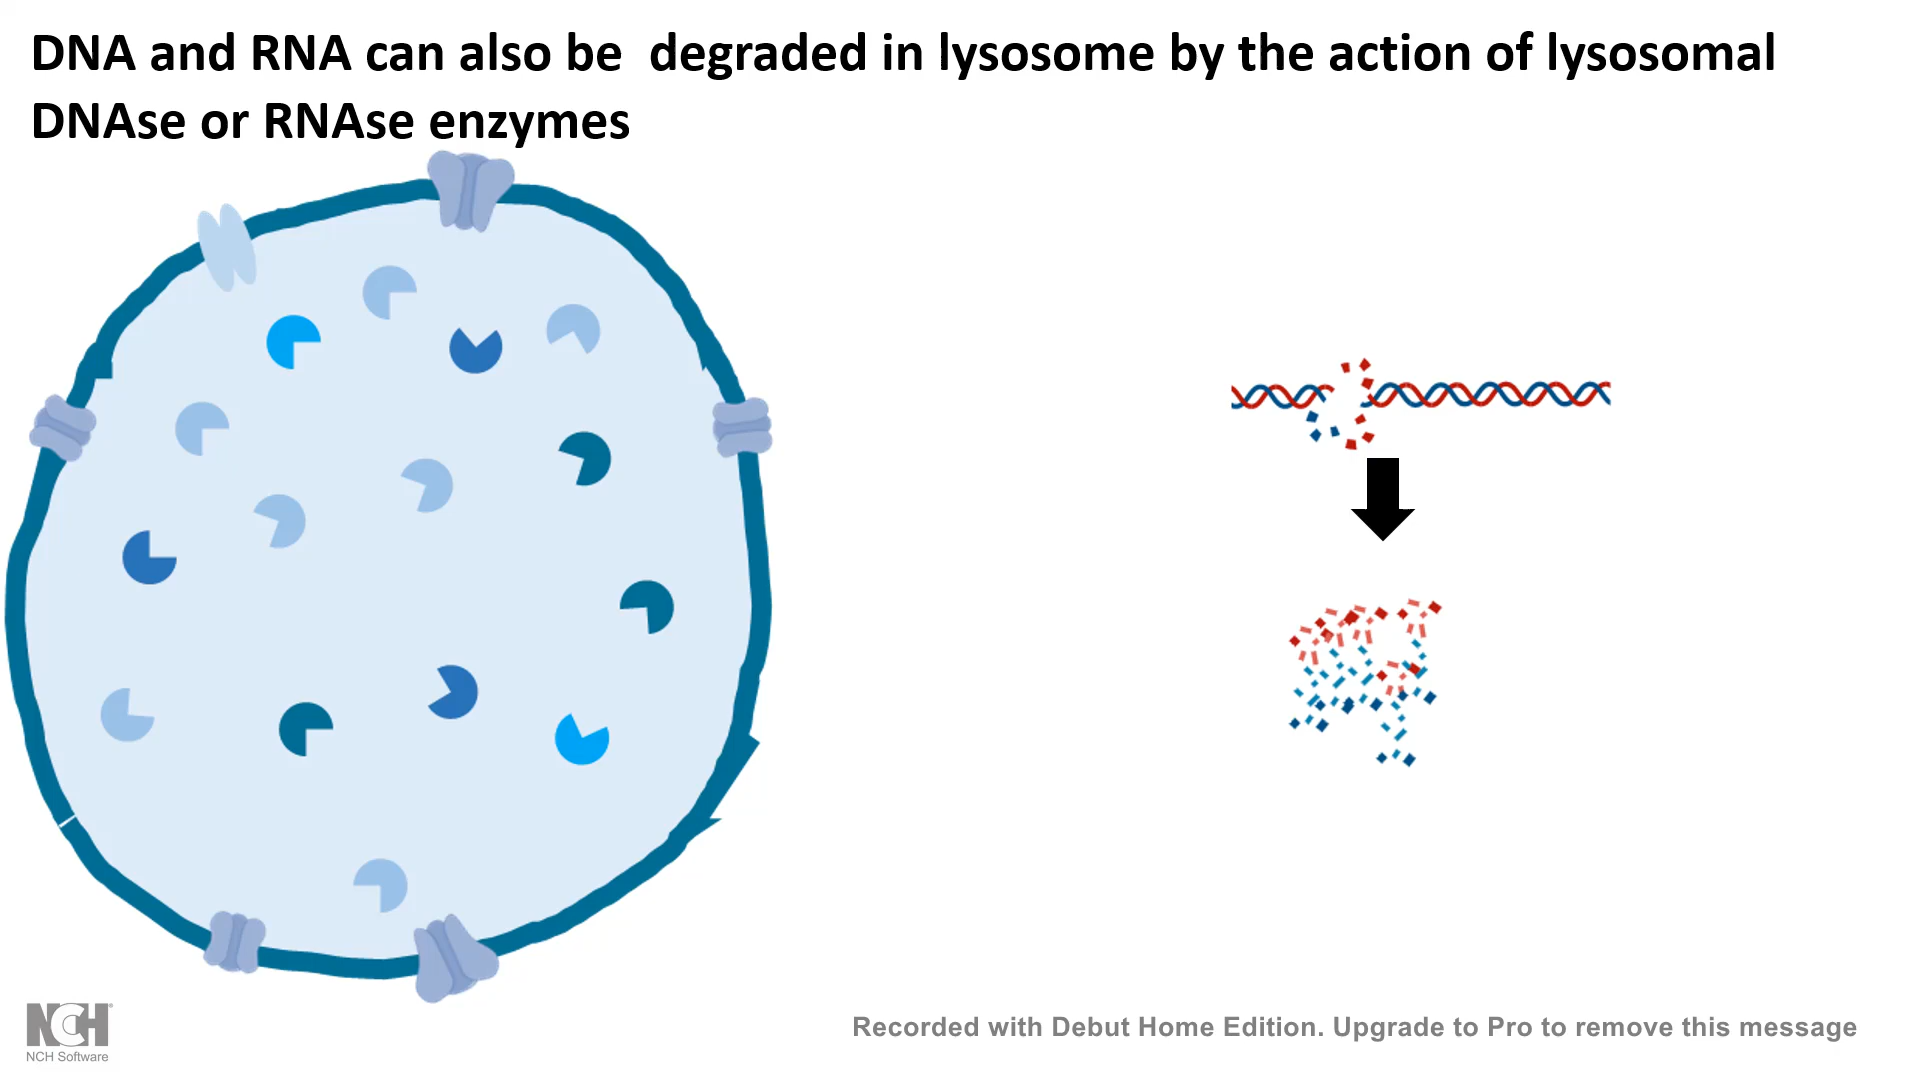 DNA and RNA can also be  degraded in lysosome by the action of lysosomal
DNAse or RNAse enzymes
NCH
NCH Software
Recorded with Debut Home Edition. Upgrade to Pro to remove this message